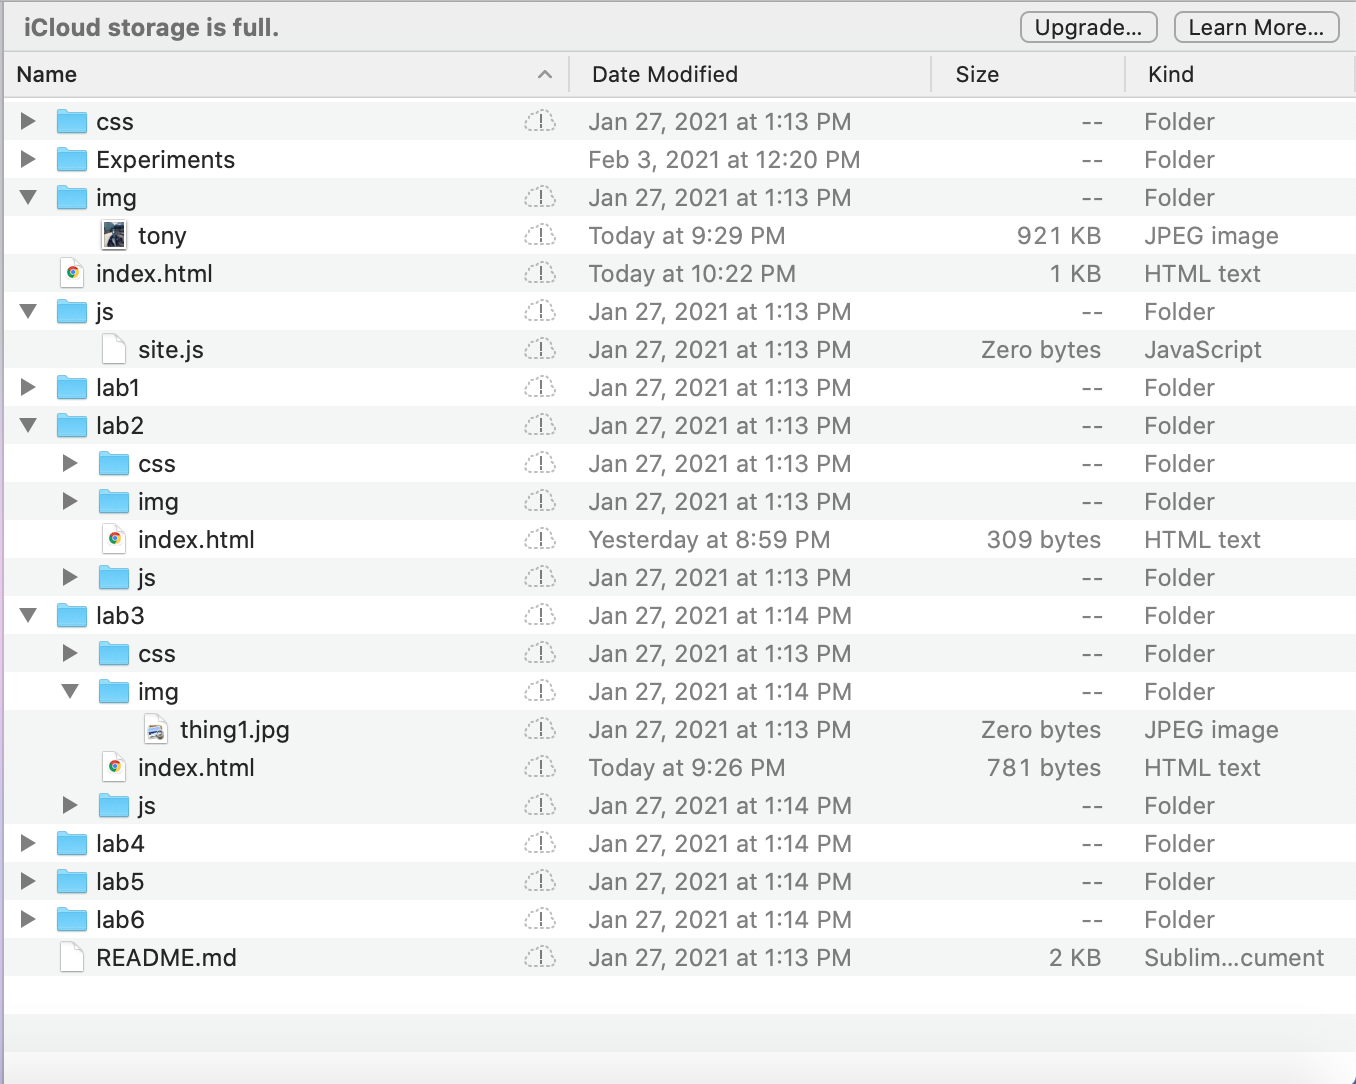 iCloud storage is full. Upgrade... Learn More...
Name Date Modified Size Kind
css Jan 27, 2021 at 1:13 PM -- Folder
Experiments Feb 3, 2021 at 12:20 PM -- Folder
img Jan 27, 2021 at 1:13 PM -- Folder
tony Today at 9:29 PM 921 KB JPEG image
index.html Today at 10:22 PM 1 KB HTML text
js Jan 27, 2021 at 1:13 PM -- Folder
site.js Jan 27, 2021 at 1:13 PM Zero bytes JavaScript
lab1 Jan 27, 2021 at 1:13 PM -- Folder
lab2 Jan 27, 2021 at 1:13 PM -- Folder
css Jan 27, 2021 at 1:13 PM -- Folder
img Jan 27, 2021 at 1:13 PM -- Folder
index.html Yesterday at 8:59 PM 309 bytes HTML text
js Jan 27, 2021 at 1:13 PM -- Folder
lab3 Jan 27, 2021 at 1:14 PM -- Folder
css Jan 27, 2021 at 1:13 PM -- Folder
img Jan 27, 2021 at 1:14 PM -- Folder
thing1.jpg Jan 27, 2021 at 1:13 PM Zero bytes JPEG image
index.html Today at 9:26 PM 781 bytes HTML text
js Jan 27, 2021 at 1:14 PM -- Folder
lab4 Jan 27, 2021 at 1:14 PM -- Folder
lab5 Jan 27, 2021 at 1:14 PM -- Folder
lab6 Jan 27, 2021 at 1:14 PM -- Folder
README.md Jan 27, 2021 at 1:13 PM 2 KB Sublim...cument